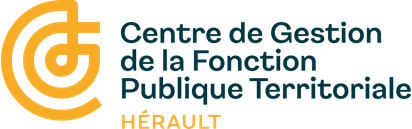 Centre de Gestion
de la Fonction
Publique Territoriale
HÉRAULT